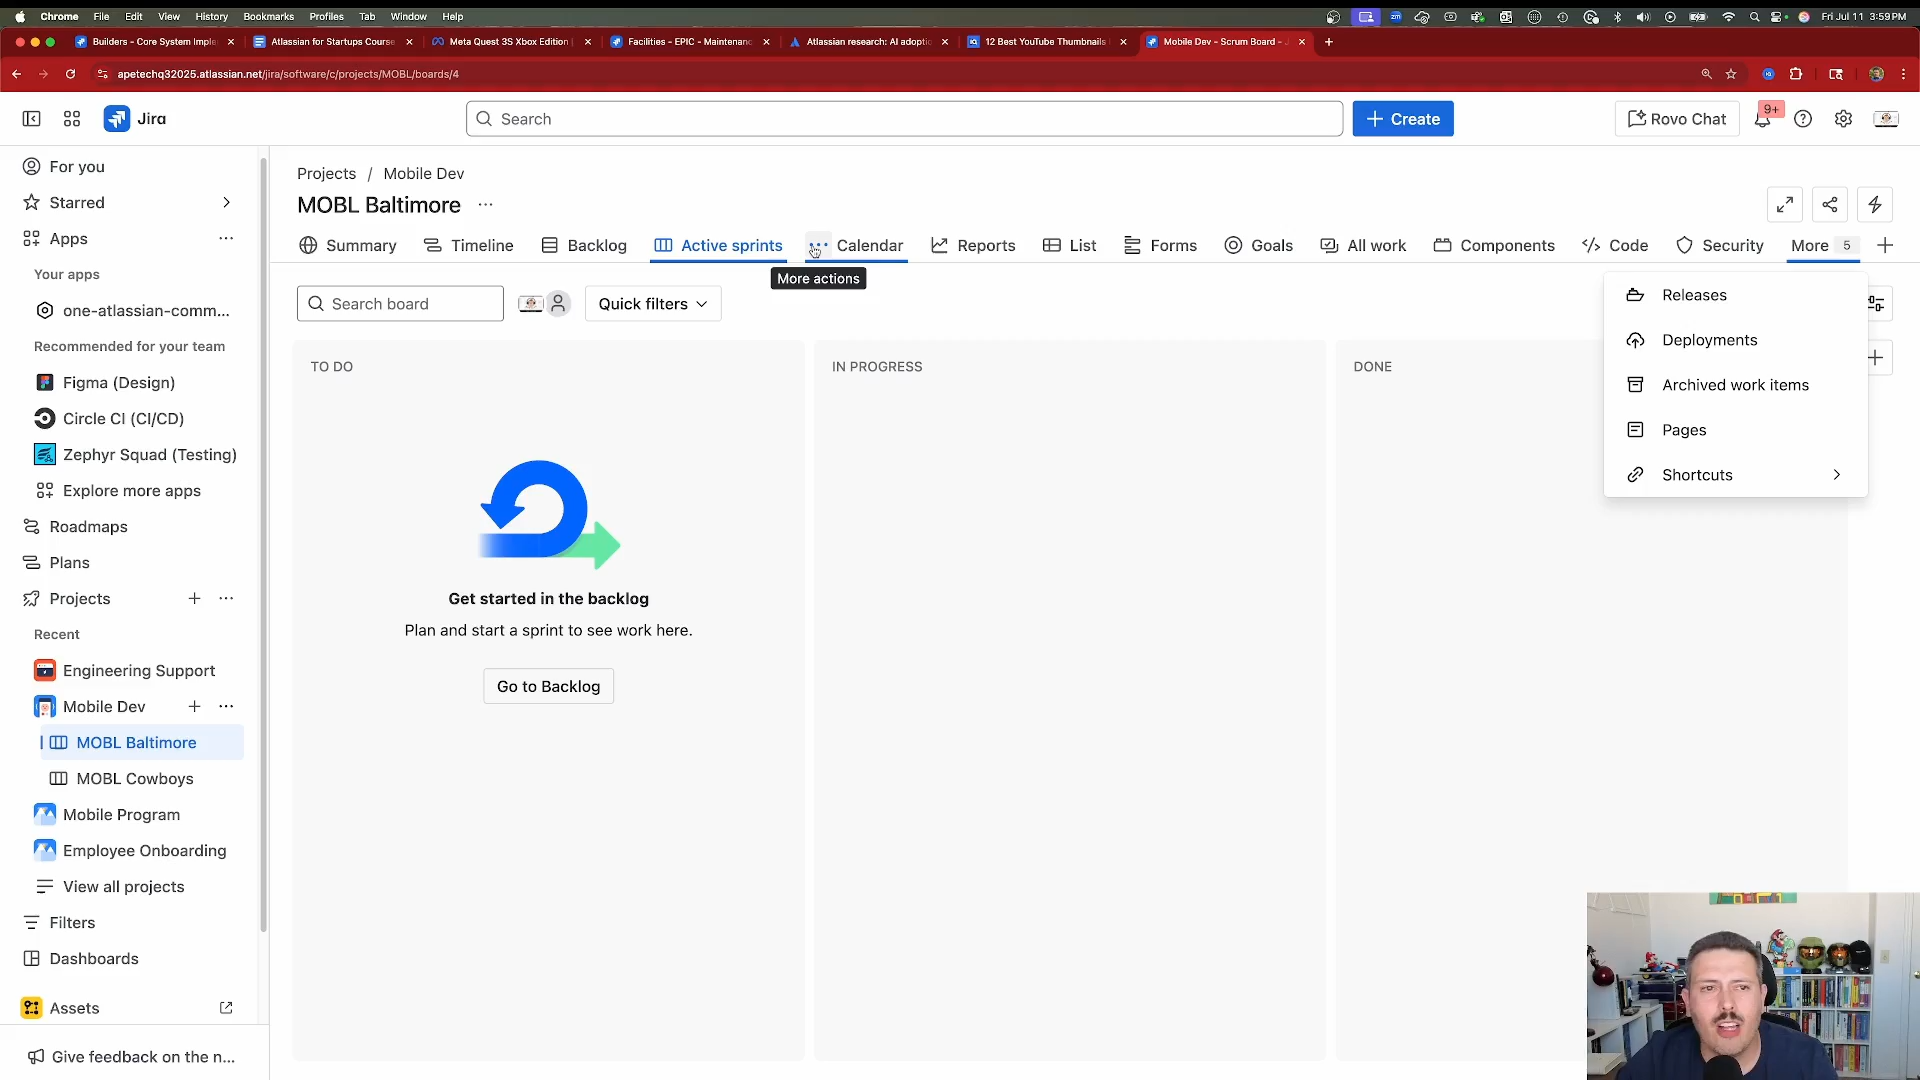 Chrome File Edit View History Bookmarks Profiles Tab Window Help
Fri Jul 11 3:59 PM
Builders - Core System Imple
Atlassian for Startups Course
Meta Quest 3S Xbox Edition
Facilities - EPIC - Maintenanc
Atlassian research: AI adoptio
12 Best YouTube Thumbnails
Mobile Dev - Scrum Board - J
apetechq32025.atlassian.net/jira/software/c/projects/MOBL/boards/4
Jira
Search
Create
Rovo Chat
9+
For you
Starred
Apps
Your apps
one-atlassian-comm...
Recommended for your team
Figma (Design)
Circle CI (CI/CD)
Zephyr Squad (Testing)
Explore more apps
Roadmaps
Plans
Projects
Recent
Engineering Support
Mobile Dev
MOBL Baltimore
MOBL Cowboys
Mobile Program
Employee Onboarding
View all projects
Filters
Dashboards
Assets
Give feedback on the n...
Projects / Mobile Dev
MOBL Baltimore
Summary Timeline Backlog Active sprints Calendar Reports List Forms Goals All work Components Code Security More 5
More actions
Search board
Quick filters
TO DO
IN PROGRESS
DONE
Get started in the backlog
Plan and start a sprint to see work here.
Go to Backlog
Releases
Deployments
Archived work items
Pages
Shortcuts